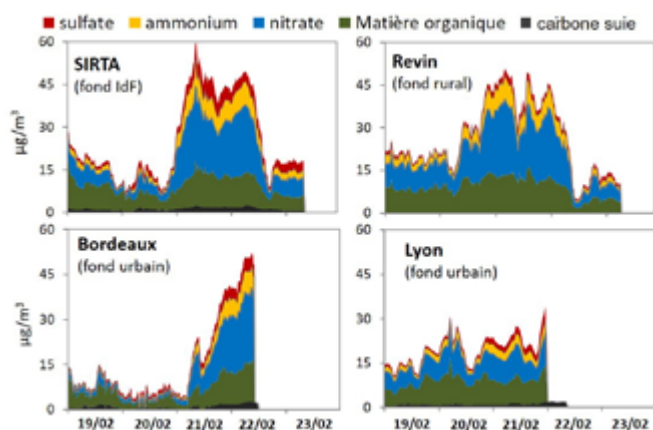 sulfate ammonium nitrate Matière organique carbone suie
60
45
30
15
0
µg/m³
SIRTA
(fond IdF)
60
45
30
15
0
Revin
(fond rural)
60
45
30
15
0
µg/m³
Bordeaux
(fond urbain)
19/02 20/02 21/02 22/02 23/02
60
45
30
15
0
Lyon
(fond urbain)
19/02 20/02 21/02 22/02 23/02